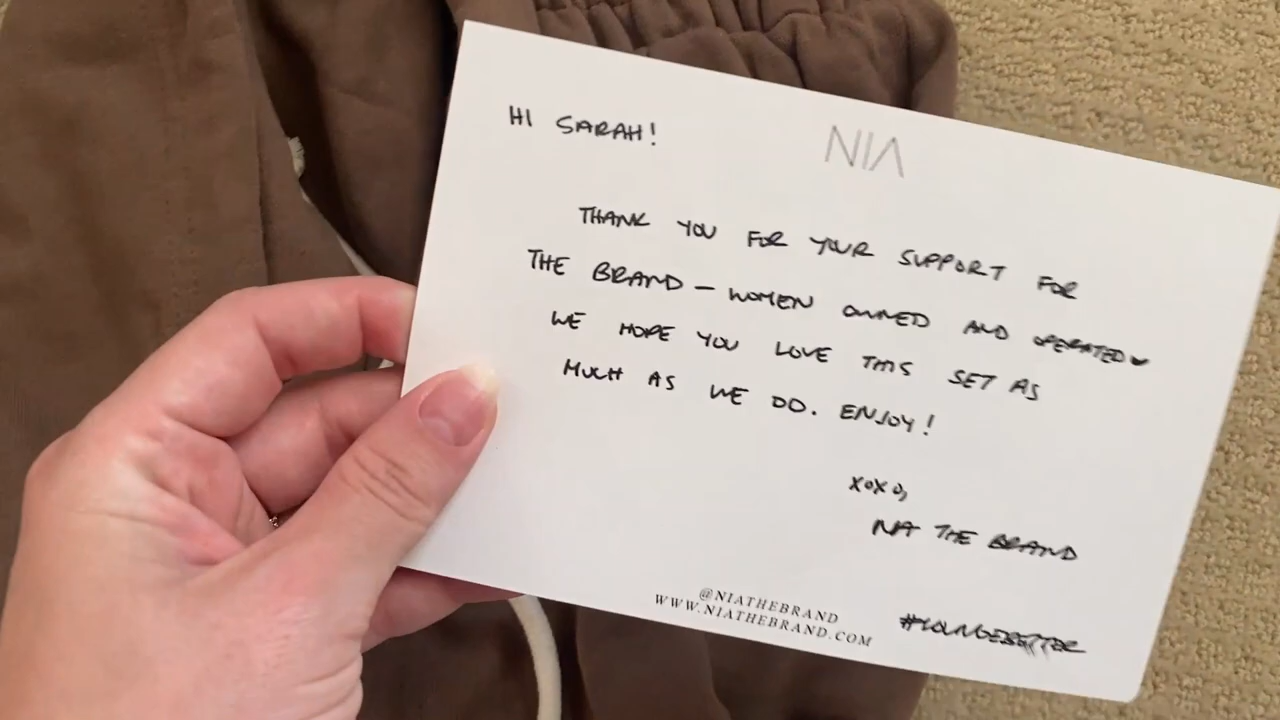 HI SARAH!
NIA
THANK YOU FOR YOUR SUPPORT FOR
THE BRAND – WOMEN OWNED AND OPERATED ♥
WE HOPE YOU LOVE THIS SET AS
MUCH AS WE DO. ENJOY!
XOXO,
NIA THE BRAND
@NIATHEBRAND
WWW.NIATHEBRAND.COM
#LOUNGEBETTER